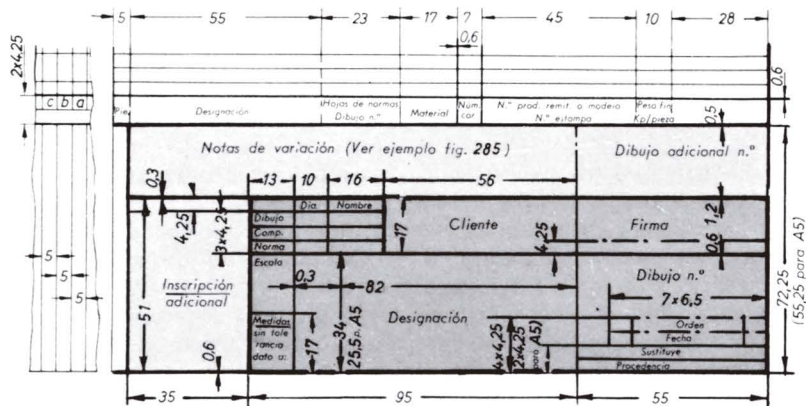 5 55 23 17 7 45 10 28
0,6
2x4,25
0,6
c b a
Pie. Designación Hojas de normas Dibujo n.º Material Núm. car N.º prod. remit. o modelo N.º estampa Peso fin Kp/pieza
0,5
Notas de variación (Ver ejemplo fig. 285) Dibujo adicional n.º
0,3
13 10 16 56
4,25
3x4,25
Dia Nombre
Dibujo
Comp.
Norma
17
Cliente
4,25
Firma
1,2
0,6
Escala
5
5
5
51
Inscripción
adicional
0,3
82
Dibujo n.º
7x6,5
72,25
(55,25 para A5)
Designación
Medidas
sin tole
rancia
dato a:
17
34
25,5 p. A5
4x4,25
(2x4,25
para A5)
Orden
Fecha
Sustituye
Procedencia
0,6
35 95 55